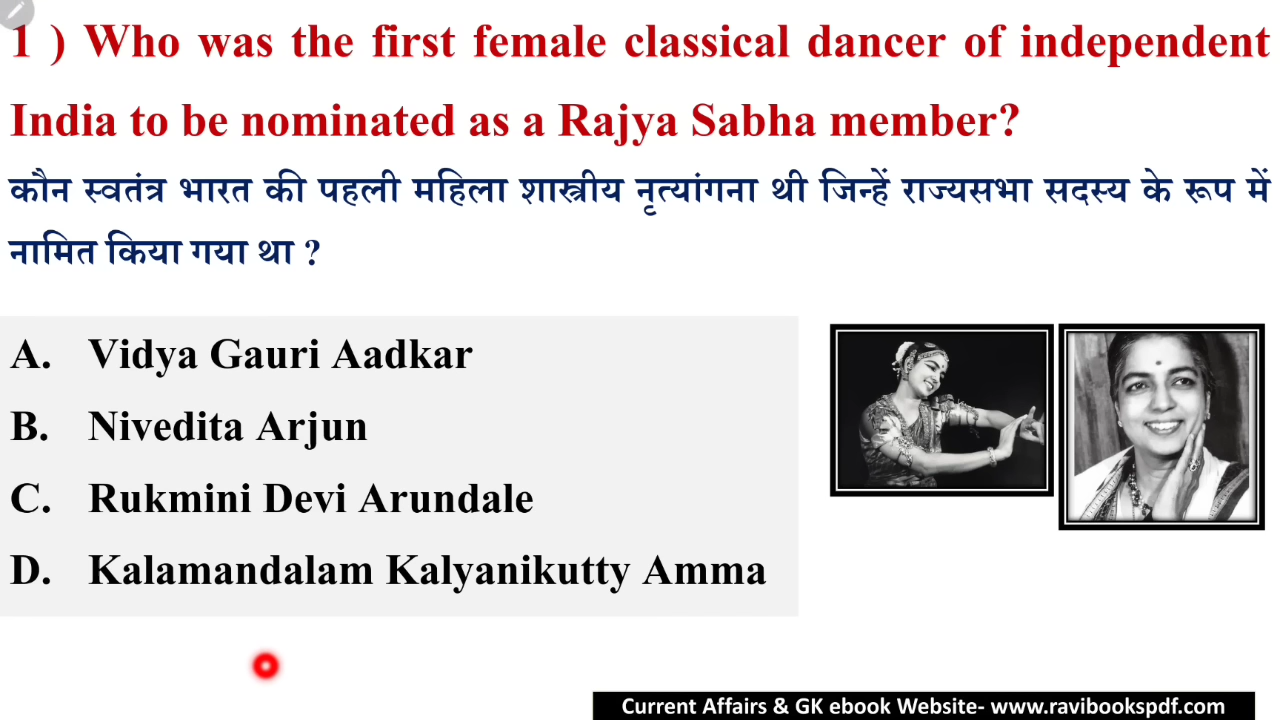 1 ) Who was the first female classical dancer of independent
India to be nominated as a Rajya Sabha member?
कौन स्वतंत्र भारत की पहली महिला शास्त्रीय नृत्यांगना थी जिन्हें राज्यसभा सदस्य के रूप में
नामित किया गया था ?
A. Vidya Gauri Aadkar
B. Nivedita Arjun
C. Rukmini Devi Arundale
D. Kalamandalam Kalyanikutty Amma
Current Affairs & GK ebook Website- www.ravibookspdf.com